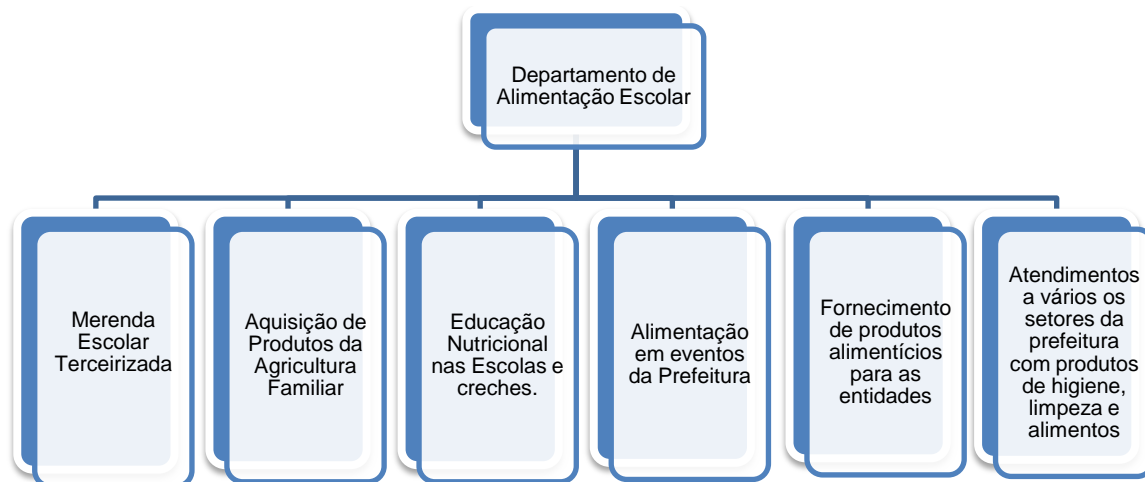 Departamento de
Alimentação Escolar
Merenda
Escolar
Terceirizada
Aquisição de
Produtos da
Agricultura
Familiar
Educação
Nutricional
nas Escolas e
creches.
Alimentação
em eventos
da Prefeitura
Fornecimento
de produtos
alimentícios
para as
entidades
Atendimentos
a vários os
setores da
prefeitura
com produtos
de higiene,
limpeza e
alimentos